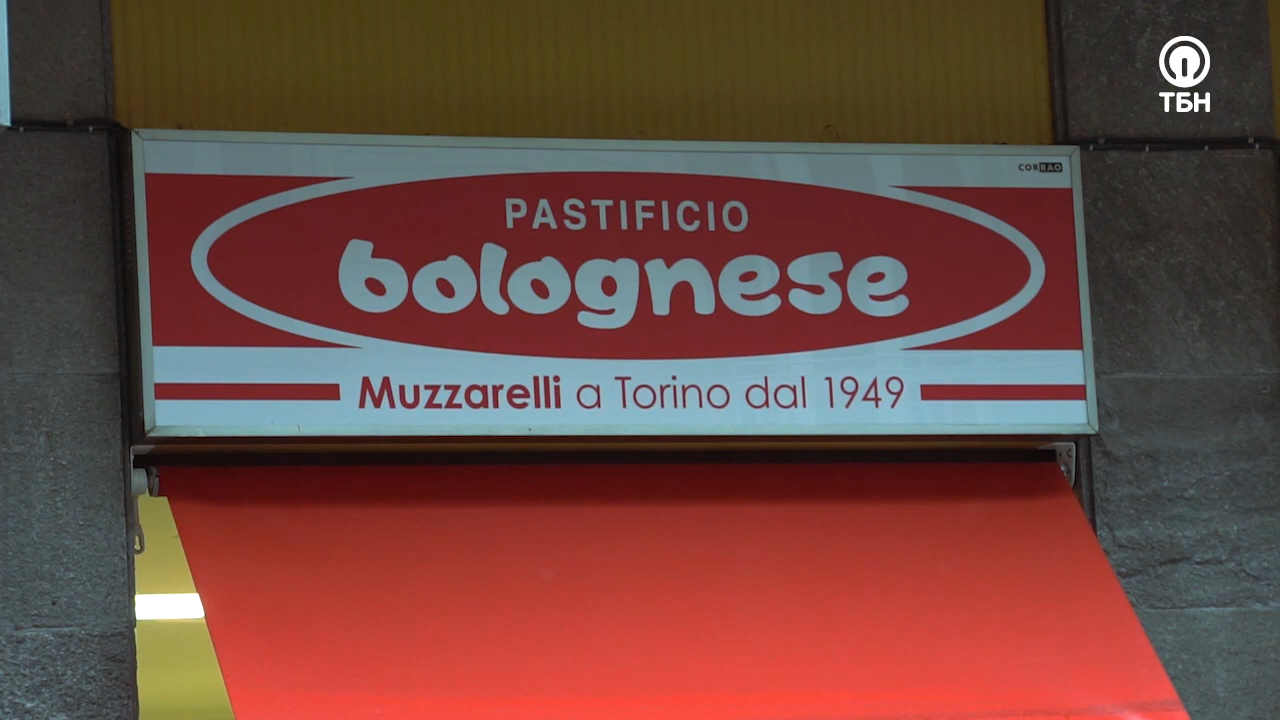 ТБН
CORRAO
PASTIFICIO
bolognese
Muzzarelli a Torino dal 1949